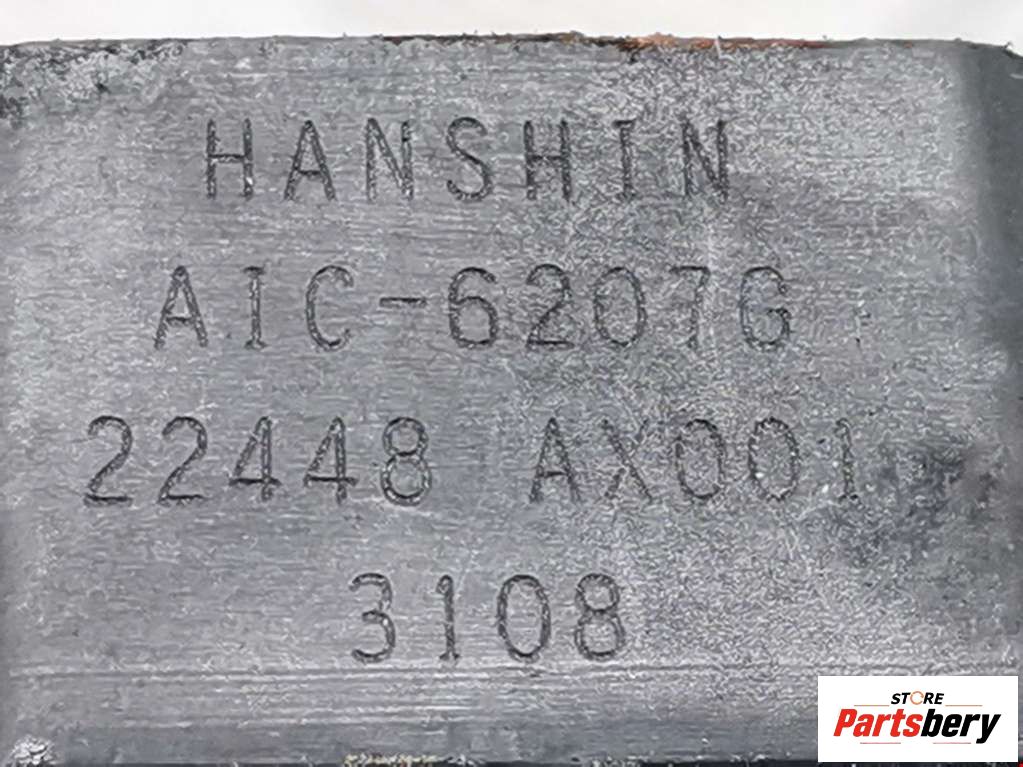 HANSHIN
AIC-6207G
22448 AX001
3108
STORE
Partsbery